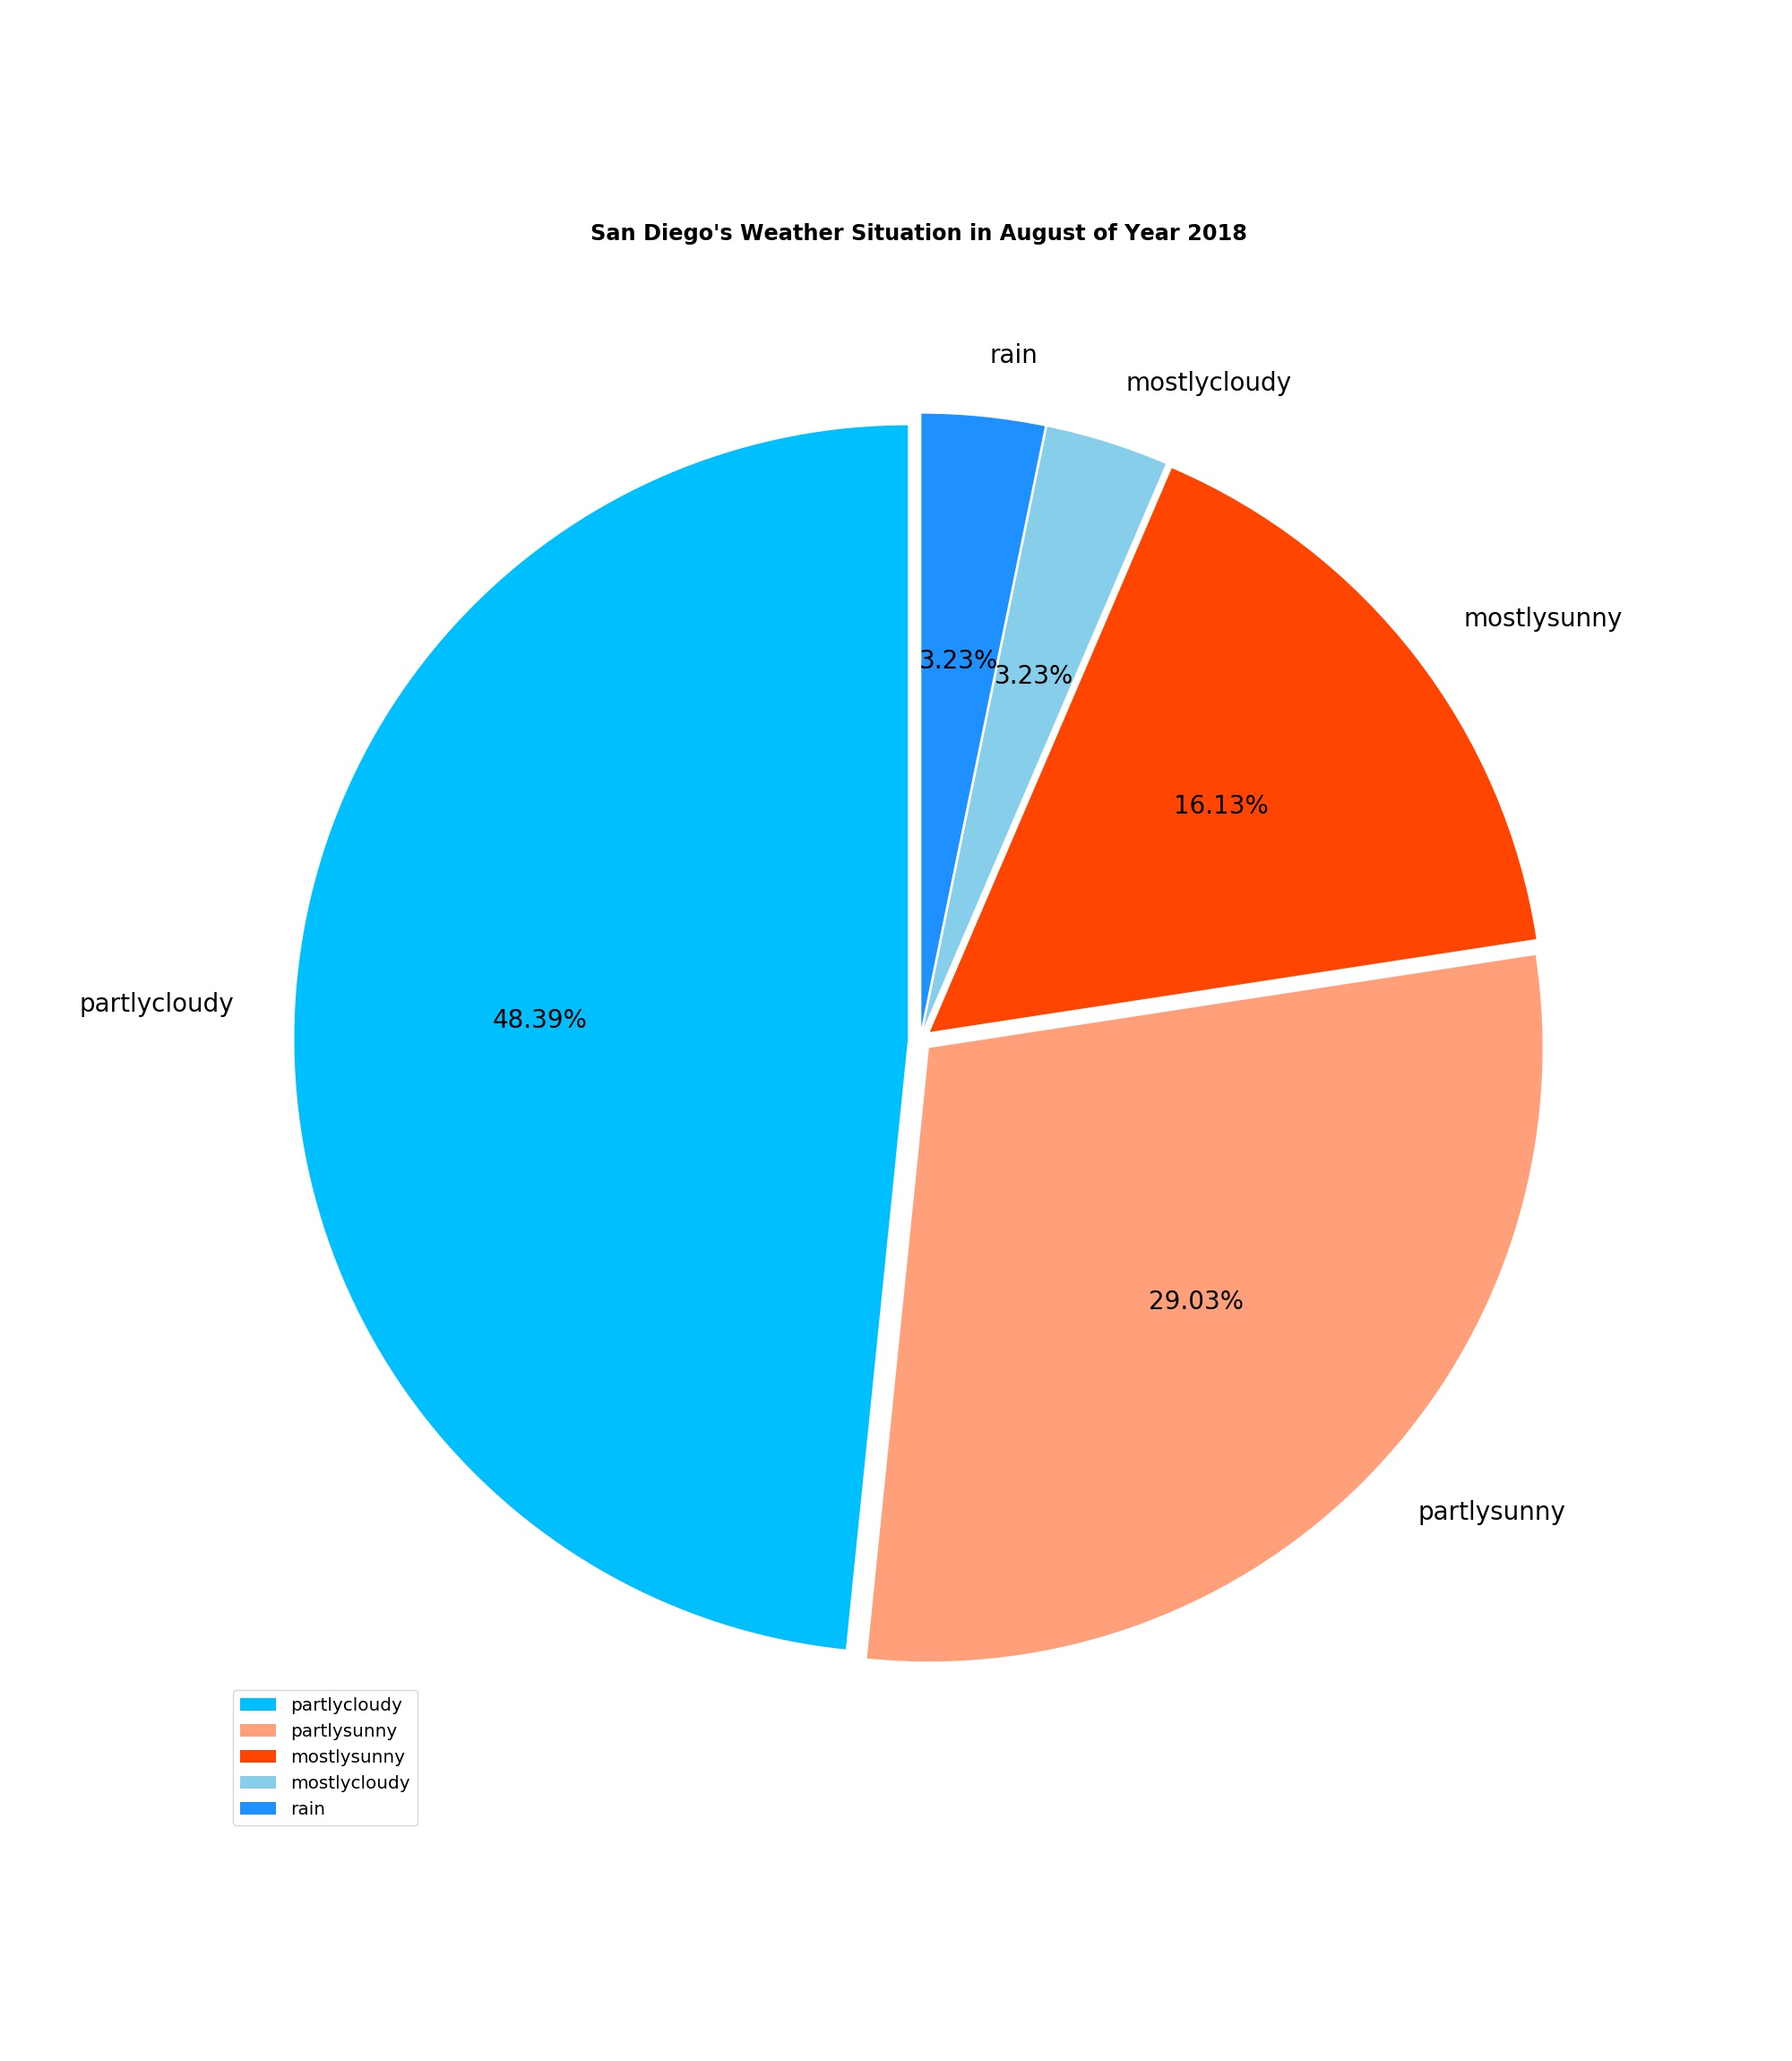 San Diego's Weather Situation in August of Year 2018
rain
mostlycloudy
mostlysunny
3.23%
3.23%
16.13%
partlycloudy
48.39%
29.03%
partlysunny
partlycloudy
partlysunny
mostlysunny
mostlycloudy
rain